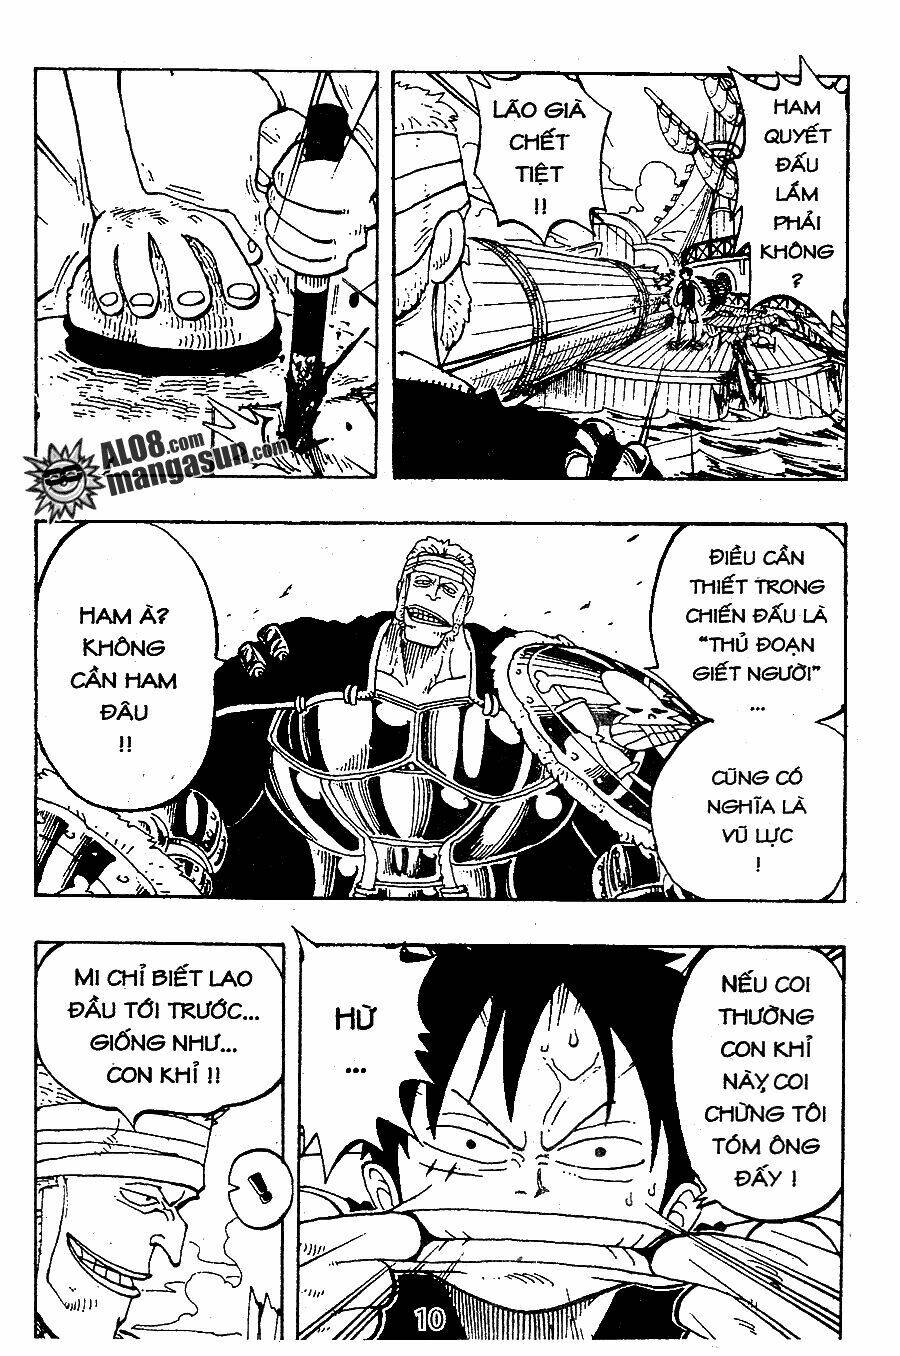 HAM
QUYẾT
ĐẤU
LẮM
PHẢI
KHÔNG
?
LÃO GIÀ
CHẾT
TIỆT
!!
AL08.com
mangasun.com
ĐIỀU CẦN
THIẾT TRONG
CHIẾN ĐẤU LÀ
“THỦ ĐOẠN
GIẾT NGƯỜI”
...
CŨNG CÓ
NGHĨA LÀ
VŨ LỰC
!
HAM À?
KHÔNG
CẦN HAM
ĐÂU
!!
NẾU COI
THƯỜNG
CON KHỈ
NÀY, COI
CHỪNG TÔI
TÓM ÔNG
ĐẤY !
HỪ
...
MI CHỈ BIẾT LAO
ĐẦU TỚI TRƯỚC...
GIỐNG NHƯ...
CON KHỈ !!
!
10